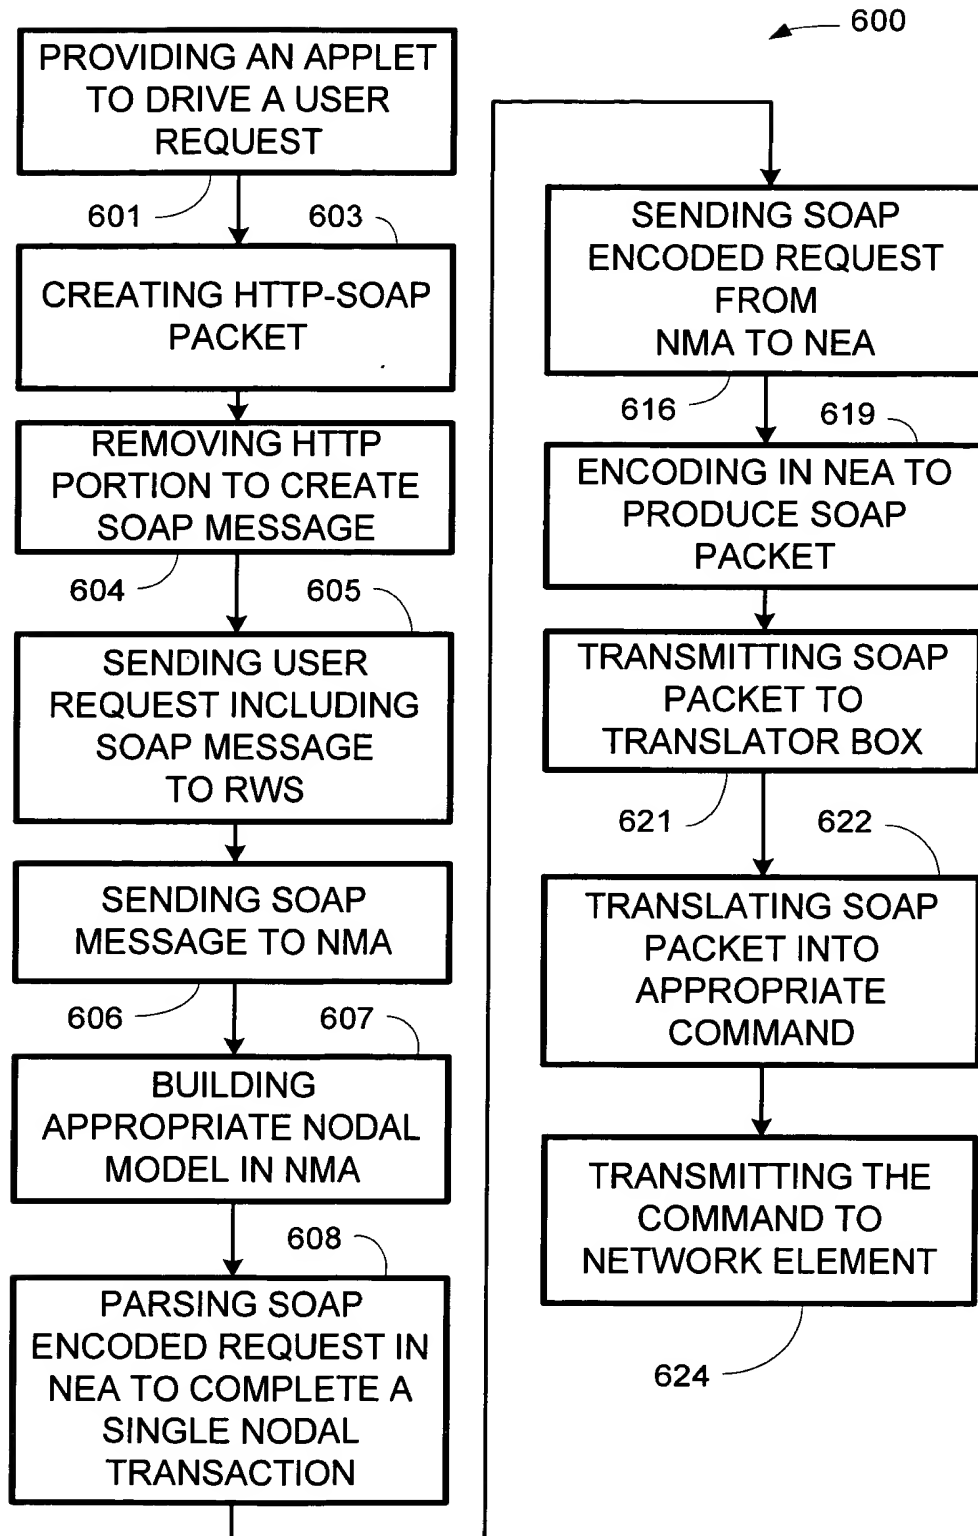 600
PROVIDING AN APPLET
TO DRIVE A USER
REQUEST
601
603
CREATING HTTP-SOAP
PACKET
REMOVING HTTP
PORTION TO CREATE
SOAP MESSAGE
604
605
SENDING USER
REQUEST INCLUDING
SOAP MESSAGE
TO RWS
SENDING SOAP
MESSAGE TO NMA
606
607
BUILDING
APPROPRIATE NODAL
MODEL IN NMA
608
PARSING SOAP
ENCODED REQUEST IN
NEA TO COMPLETE A
SINGLE NODAL
TRANSACTION
SENDING SOAP
ENCODED REQUEST
FROM
NMA TO NEA
616
619
ENCODING IN NEA TO
PRODUCE SOAP
PACKET
TRANSMITTING SOAP
PACKET TO
TRANSLATOR BOX
621
622
TRANSLATING SOAP
PACKET INTO
APPROPRIATE
COMMAND
TRANSMITTING THE
COMMAND TO
NETWORK ELEMENT
624